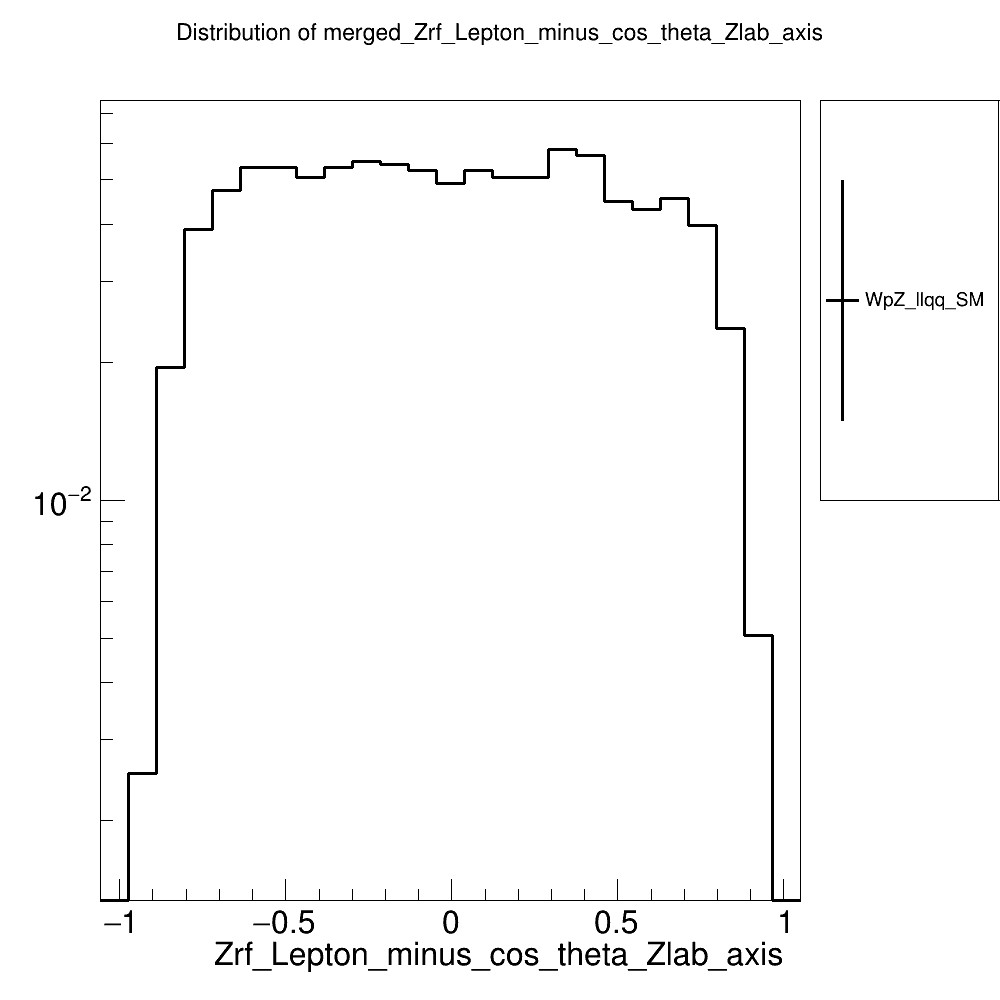 Distribution of merged_Zrf_Lepton_minus_cos_theta_Zlab_axis
WpZ_llqq_SM
10−2
−1 −0.5 0 0.5 1
Zrf_Lepton_minus_cos_theta_Zlab_axis